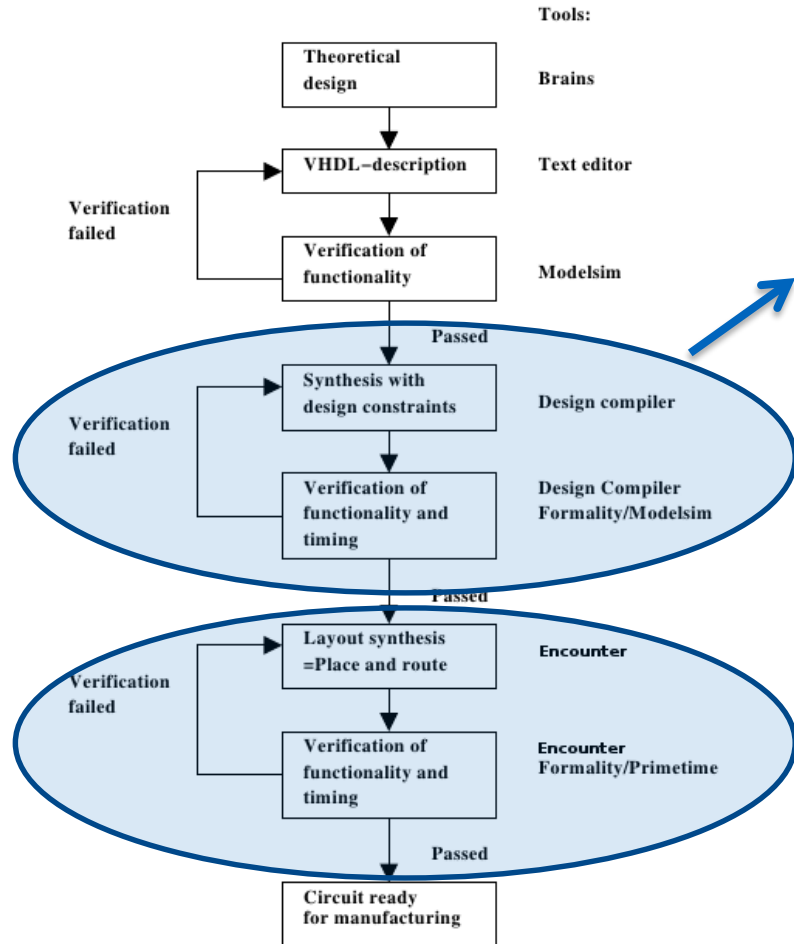 Tools:
Theoretical
design
Brains
VHDL−description
Text editor
Verification
failed
Verification of
functionality
Modelsim
Passed
Synthesis with
design constraints
Design compiler
Verification
failed
Verification of
functionality and
timing
Design Compiler
Formality/Modelsim
Passed
Layout synthesis
=Place and route
Encounter
Verification
failed
Verification of
functionality and
timing
Encounter
Formality/Primetime
Passed
Circuit ready
for manufacturing